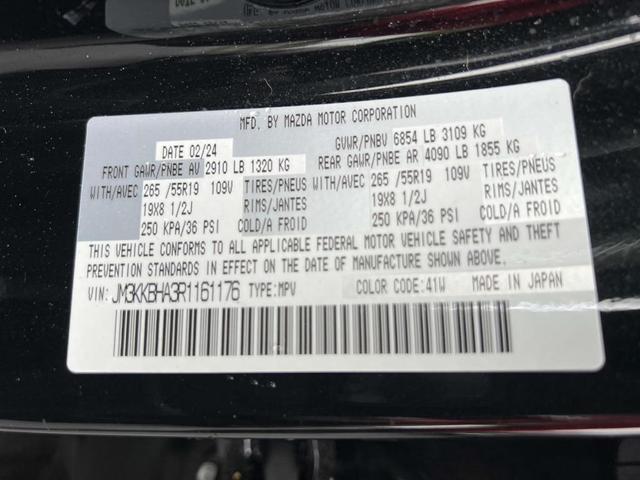 MFD. BY MAZDA MOTOR CORPORATION
DATE 02/24 GVWR/PNBV 6854 LB 3109 KG
FRONT GAWR/PNBE AV 2910 LB 1320 KG REAR GAWR/PNBE AR 4090 LB 1855 KG
WITH/AVEC 265 /55R19 109V TIRES/PNEUS WITH/AVEC 265 /55R19 109V TIRES/PNEUS
19X8 1/2J RIMS/JANTES 19X8 1/2J RIMS/JANTES
250 KPA/36 PSI COLD/A FROID 250 KPA/36 PSI COLD/A FROID
THIS VEHICLE CONFORMS TO ALL APPLICABLE FEDERAL MOTOR VEHICLE SAFETY AND THEFT
PREVENTION STANDARDS IN EFFECT ON THE DATE OF MANUFACTURE SHOWN ABOVE.
VIN: JM3KKBHA3R1161176 TYPE:MPV COLOR CODE:41W MADE IN JAPAN